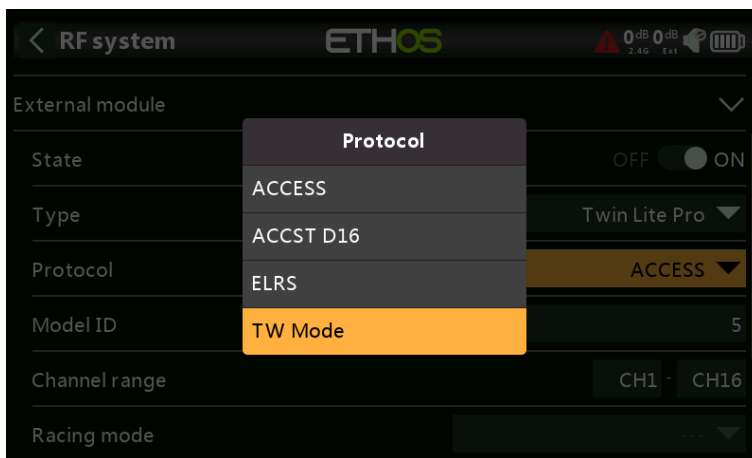 RF system
ETHOS
0dB 0dB
2.4G Ext
External module
Protocol
State
OFF ON
ACCESS
Type
Twin Lite Pro
ACCST D16
Protocol
ACCESS
ELRS
Model ID
5
TW Mode
Channel range
CH1 - CH16
Racing mode
---